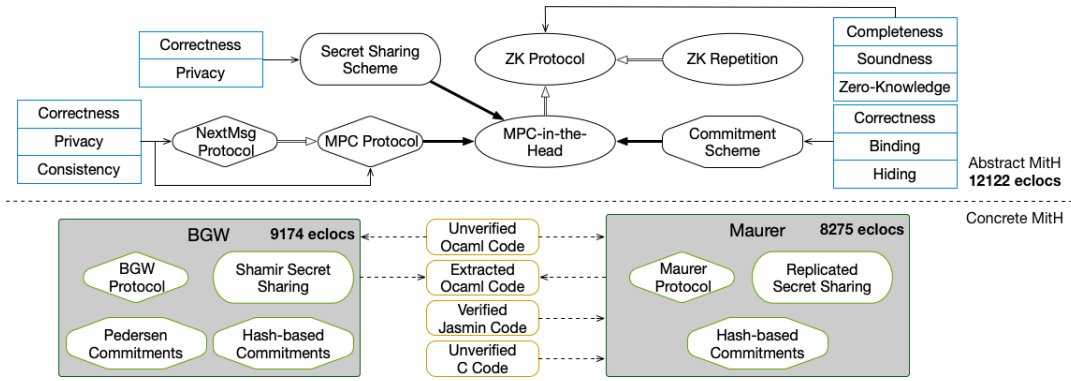 Correctness
Privacy
Secret Sharing
Scheme
ZK Protocol
ZK Repetition
Completeness
Soundness
Zero-Knowledge
Correctness
Privacy
Consistency
NextMsg
Protocol
MPC Protocol
MPC-in-the-
Head
Commitment
Scheme
Correctness
Binding
Hiding
Abstract MitH
12122 eclocs
Concrete MitH
BGW
9174 eclocs
BGW
Protocol
Shamir Secret
Sharing
Pedersen
Commitments
Hash-based
Commitments
Unverified
Ocaml Code
Extracted
Ocaml Code
Verified
Jasmin Code
Unverified
C Code
Maurer
8275 eclocs
Maurer
Protocol
Replicated
Secret Sharing
Hash-based
Commitments